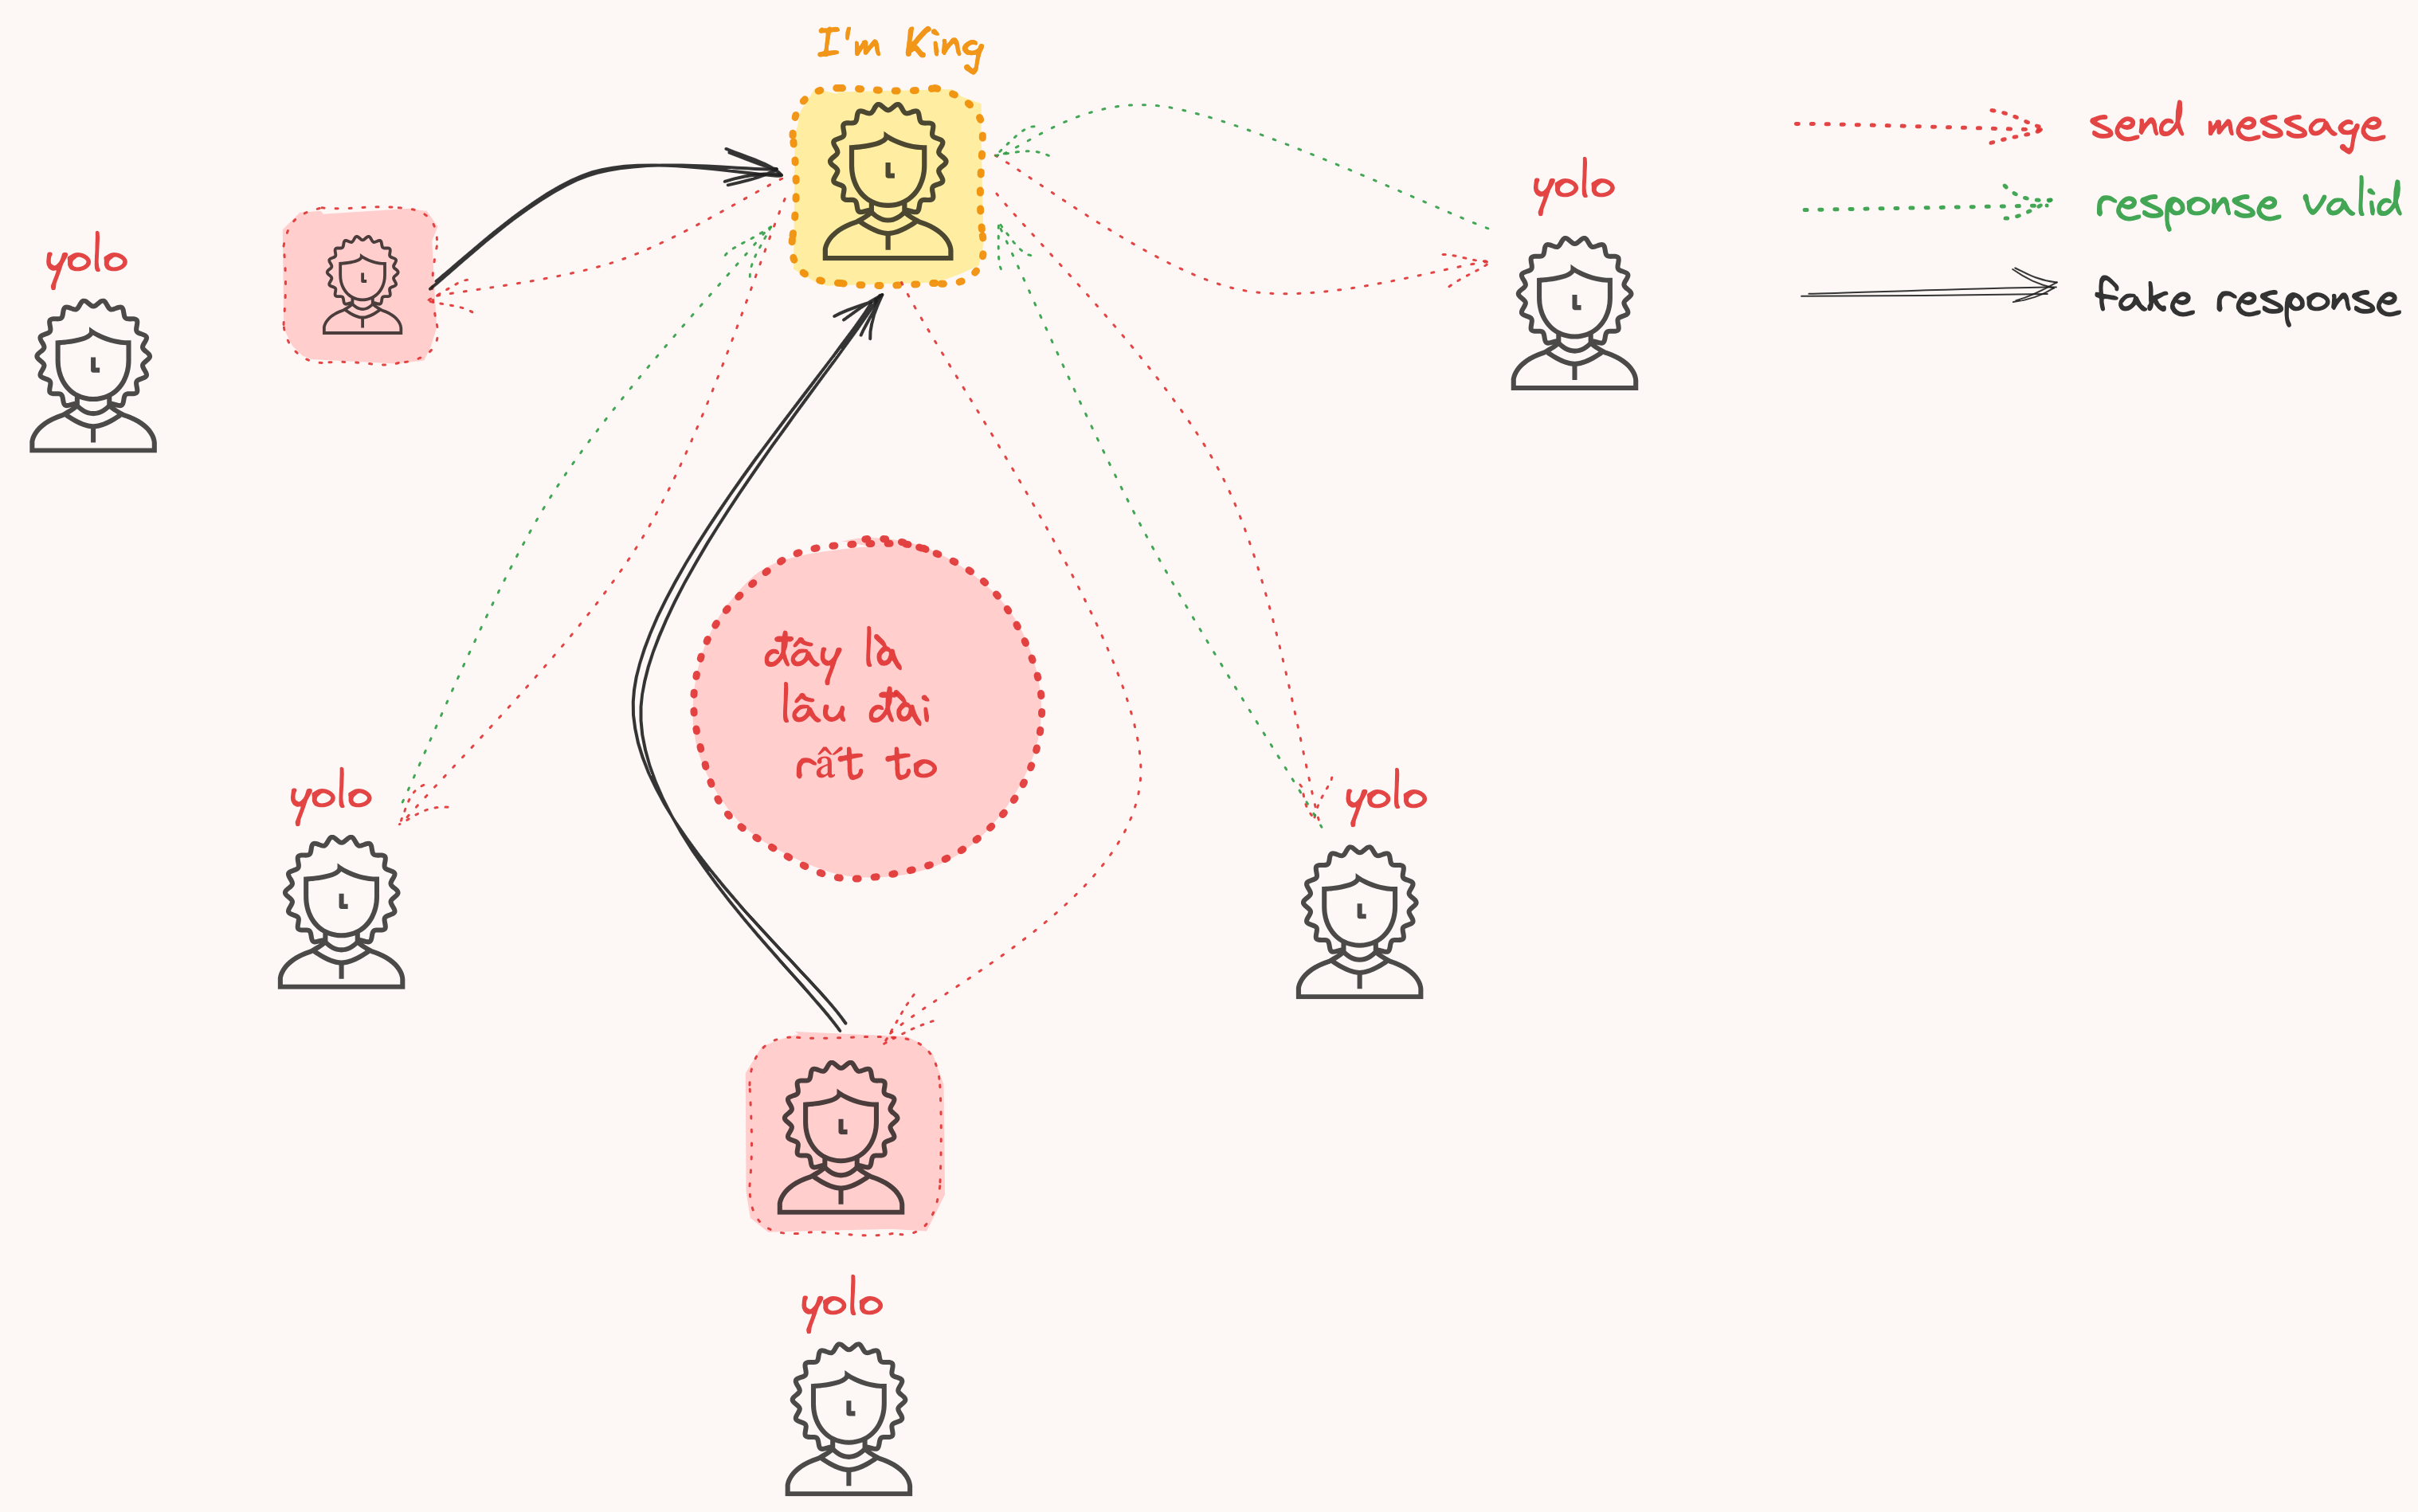 I'm King
send message
yolo
response valid
yolo
fake response
đây là
lâu đài
rất to
yolo
yolo
yolo